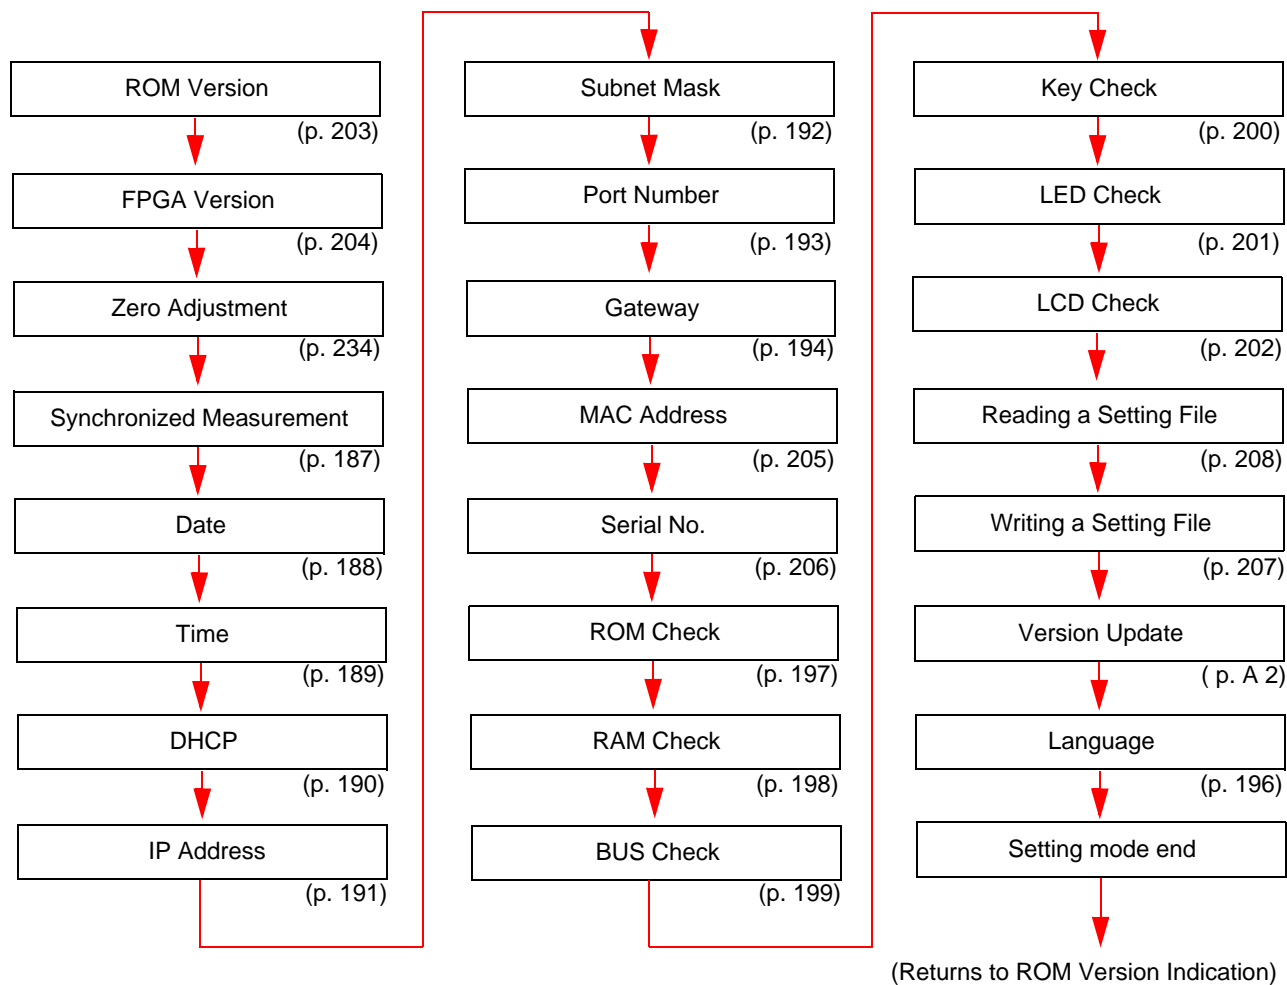 ROM Version
(p. 203)
FPGA Version
(p. 204)
Zero Adjustment
(p. 234)
Synchronized Measurement
(p. 187)
Date
(p. 188)
Time
(p. 189)
DHCP
(p. 190)
IP Address
(p. 191)
Subnet Mask
(p. 192)
Port Number
(p. 193)
Gateway
(p. 194)
MAC Address
(p. 205)
Serial No.
(p. 206)
ROM Check
(p. 197)
RAM Check
(p. 198)
BUS Check
(p. 199)
Key Check
(p. 200)
LED Check
(p. 201)
LCD Check
(p. 202)
Reading a Setting File
(p. 208)
Writing a Setting File
(p. 207)
Version Update
( p. A 2)
Language
(p. 196)
Setting mode end
(Returns to ROM Version Indication)